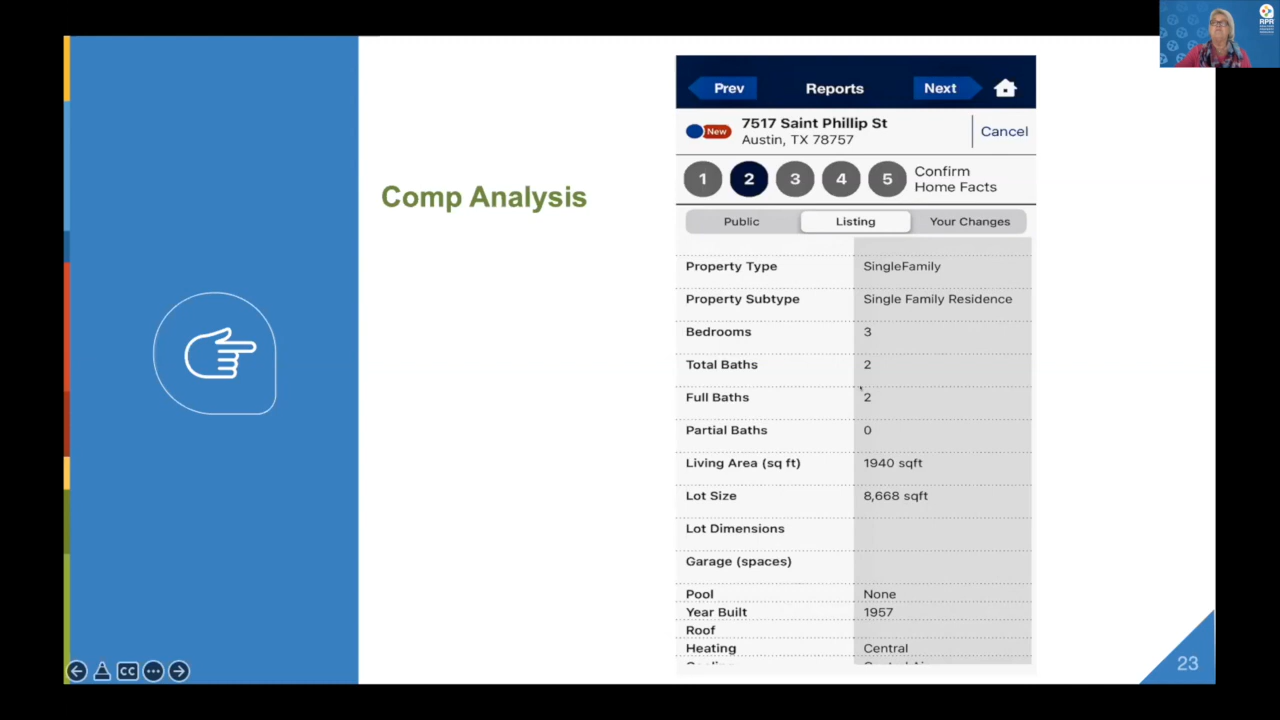 RPR
Comp Analysis
Prev
Reports
Next
New
7517 Saint Phillip St
Austin, TX 78757
Cancel
1
2
3
4
5
Confirm
Home Facts
Public
Listing
Your Changes
Property Type SingleFamily
Property Subtype Single Family Residence
Bedrooms 3
Total Baths 2
Full Baths 2
Partial Baths 0
Living Area (sq ft) 1940 sqft
Lot Size 8,668 sqft
Lot Dimensions
Garage (spaces)
Pool None
Year Built 1957
Roof
Heating Central
CC
23